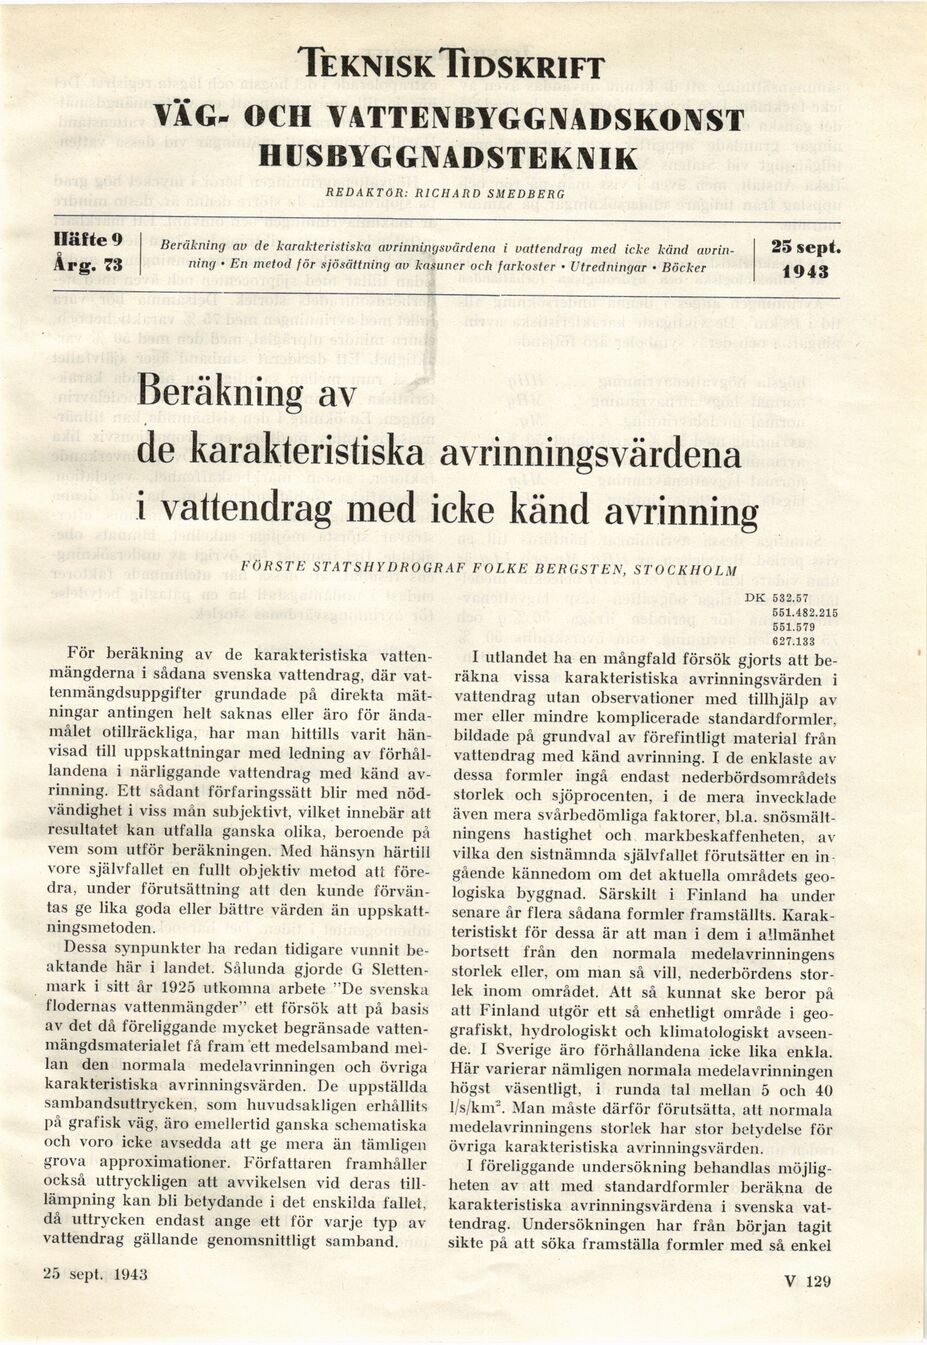 TEKNISK TIDSKRIFT
VÄG- OCH VATTENBYGGNADSKONST
HUSBYGGNADSTEKNIK
REDAKTÖR: RICHARD SMEDBERG
Häfte 9
Årg. 73
Beräkning av de karakteristiska avrinningsvärdena i vattendrag med icke känd avrin-
ning • En metod för sjösättning av kasuner och farkoster • Utredningar • Böcker
25 sept.
1943
Beräkning av
de karakteristiska avrinningsvärdena
i vattendrag med icke känd avrinning
FÖRSTE STATSHYDROGRAF FOLKE BERGSTEN, STOCKHOLM
DK 532.57
551.482.215
551.579
627.133
För beräkning av de karakteristiska vatten-
mängderna i sådana svenska vattendrag, där vat-
tenmängdsuppgifter grundade på direkta mät-
ningar antingen helt saknas eller äro för ända-
målet otillräckliga, har man hittills varit hän-
visad till uppskattningar med ledning av förhål-
landena i närliggande vattendrag med känd av-
rinning. Ett sådant förfaringssätt blir med nöd-
vändighet i viss mån subjektivt, vilket innebär att
resultatet kan utfalla ganska olika, beroende på
vem som utför beräkningen. Med hänsyn härtill
vore självfallet en fullt objektiv metod att före-
dra, under förutsättning att den kunde förvän-
tas ge lika goda eller bättre värden än uppskatt-
ningsmetoden.
Dessa synpunkter ha redan tidigare vunnit be-
aktande här i landet. Sålunda gjorde G Sletten-
mark i sitt år 1925 utkomna arbete "De svenska
flodernas vattenmängder" ett försök att på basis
av det då föreliggande mycket begränsade vatten-
mängdsmaterialet få fram ett medelsamband mel-
lan den normala medelavrinningen och övriga
karakteristiska avrinningsvärden. De uppställda
sambandsuttrycken, som huvudsakligen erhållits
på grafisk väg, äro emellertid ganska schematiska
och voro icke avsedda att ge mera än tämligen
grova approximationer. Författaren framhåller
också uttryckligen att avvikelsen vid deras till-
lämpning kan bli betydande i det enskilda fallet,
då uttrycken endast ange ett för varje typ av
vattendrag gällande genomsnittligt samband.
I utlandet ha en mångfald försök gjorts att be-
räkna vissa karakteristiska avrinningsvärden i
vattendrag utan observationer med tillhjälp av
mer eller mindre komplicerade standardformler,
bildade på grundval av förefintligt material från
vattendrag med känd avrinning. I de enklaste av
dessa formler ingå endast nederbördsområdets
storlek och sjöprocenten, i de mera invecklade
även mera svårbedömliga faktorer, bl.a. snösmält-
ningens hastighet och markbeskaffenheten, av
vilka den sistnämnda självfallet förutsätter en in-
gående kännedom om det aktuella områdets geo-
logiska byggnad. Särskilt i Finland ha under
senare år flera sådana formler framställts. Karak-
teristiskt för dessa är att man i dem i allmänhet
bortsett från den normala medelavrinningens
storlek eller, om man så vill, nederbördens stor-
lek inom området. Att så kunnat ske beror på
att Finland utgör ett så enhetligt område i geo-
grafiskt, hydrologiskt och klimatologiskt avseen-
de. I Sverige äro förhållandena icke lika enkla.
Här varierar nämligen normala medelavrinningen
högst väsentligt, i runda tal mellan 5 och 40
l/s/km². Man måste därför förutsätta, att normala
medelavrinningens storlek har stor betydelse för
övriga karakteristiska avrinningsvärden.
I föreliggande undersökning behandlas möjlig-
heten av att med standardformler beräkna de
karakteristiska avrinningsvärdena i svenska vat-
tendrag. Undersökningen har från början tagit
sikte på att söka framställa formler med så enkel
25 sept. 1943
V 129